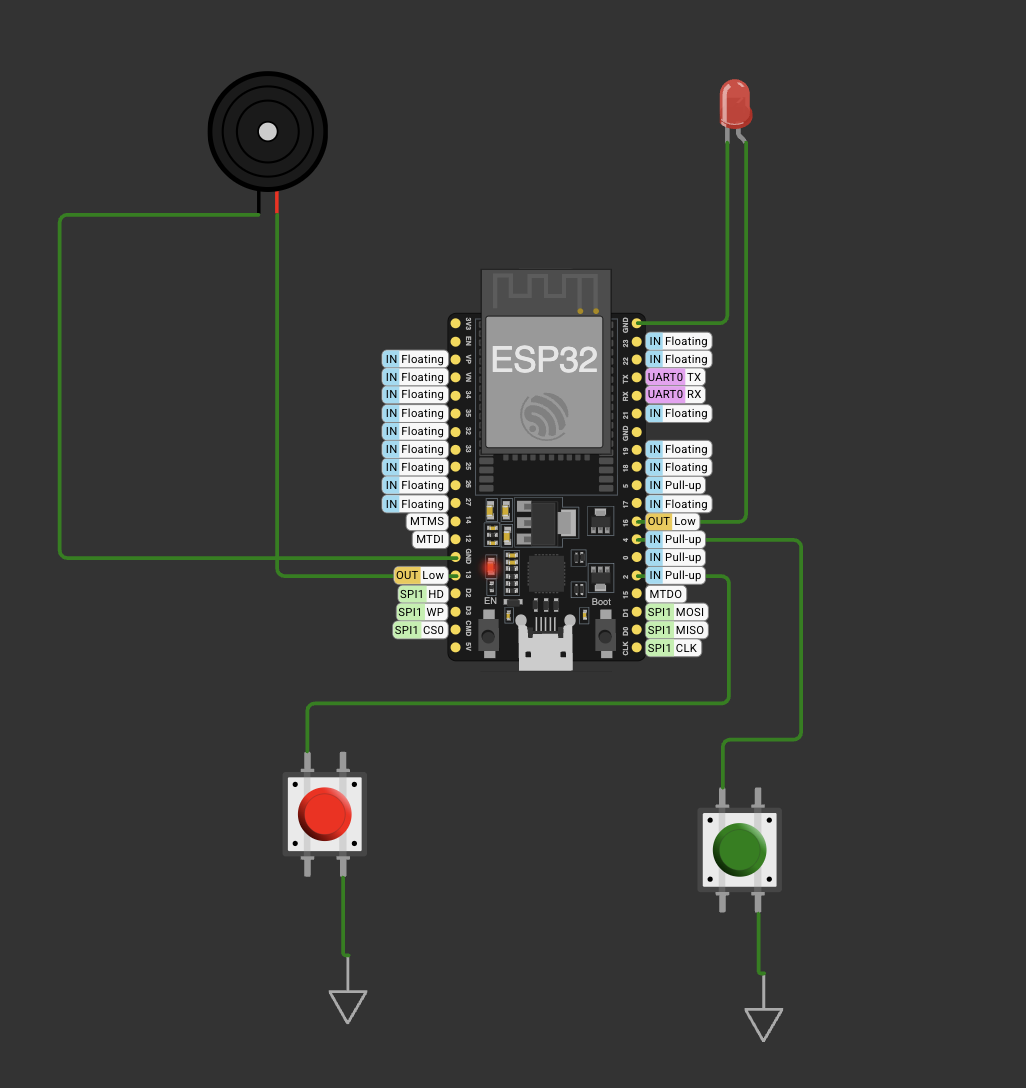 ESP32
3V3
EN
IN Floating VP
IN Floating VN
IN Floating 34
IN Floating 35
IN Floating 32
IN Floating 33
IN Floating 25
IN Floating 26
IN Floating 27
MTMS 14
MTDI 12
GND
OUT Low 13
SPI1 HD D2
SPI1 WP D3
SPI1 CS0 CMD
5V
GND
23 IN Floating
22 IN Floating
TX UART0 TX
RX UART0 RX
21 IN Floating
GND
19 IN Floating
18 IN Floating
5 IN Pull-up
17 IN Floating
16 OUT Low
4 IN Pull-up
0 IN Pull-up
2 IN Pull-up
15 MTDO
D1 SPI1 MOSI
D0 SPI1 MISO
CLK SPI1 CLK
EN
Boot